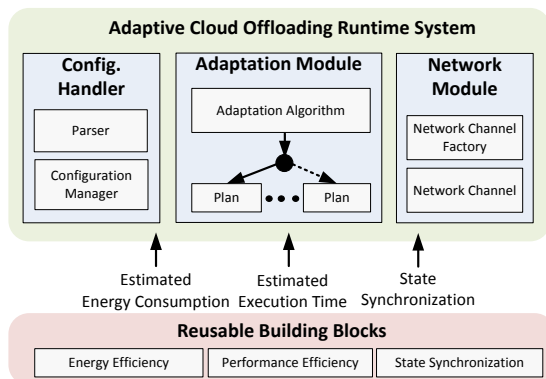 Adaptive Cloud Offloading Runtime System
Config.
Handler
Parser
Configuration
Manager
Adaptation Module
Adaptation Algorithm
Plan
Plan
Network
Module
Network Channel
Factory
Network Channel
Estimated
Energy Consumption
Estimated
Execution Time
State
Synchronization
Reusable Building Blocks
Energy Efficiency
Performance Efficiency
State Synchronization